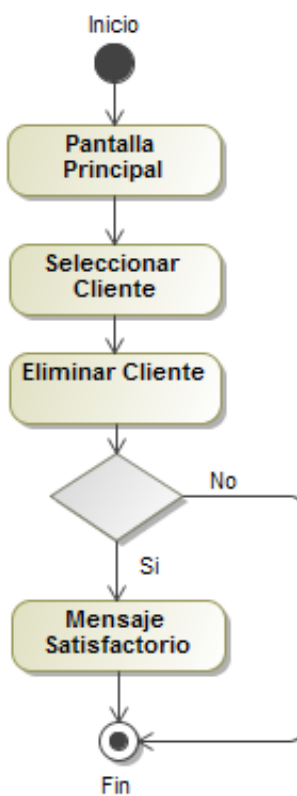 Inicio
Pantalla
Principal
Seleccionar
Cliente
Eliminar Cliente
No
Si
Mensaje
Satisfactorio
Fin